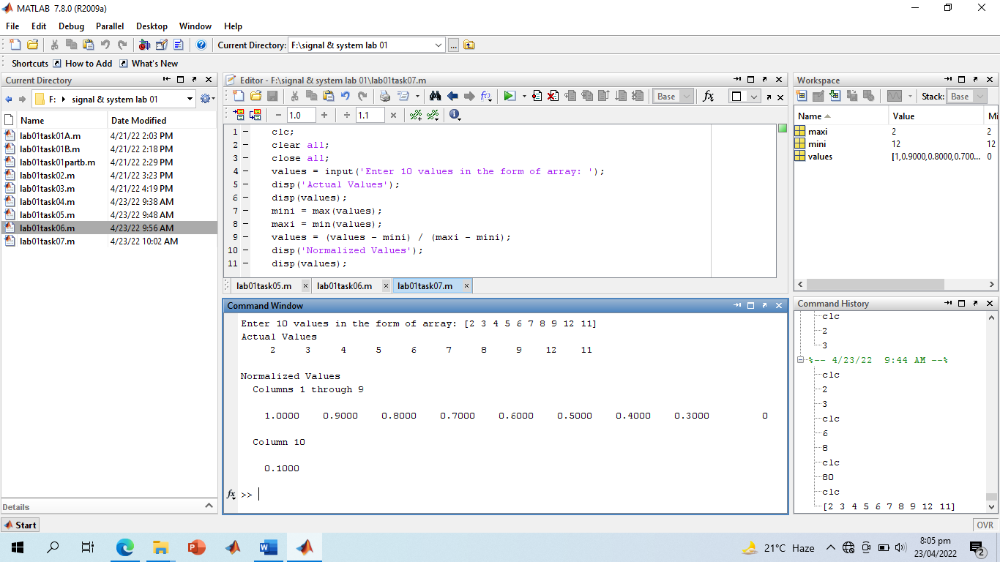 MATLAB 7.8.0 (R2009a)
File Edit Debug Parallel Desktop Window Help
Current Directory: F:\signal & system lab 01 ...
Shortcuts How to Add What's New
Current Directory
F: signal & system lab 01
Name Date Modified
lab01task01A.m 4/21/22 2:03 PM
lab01task01B.m 4/21/22 2:18 PM
lab01task01partb.m 4/21/22 2:29 PM
lab01task02.m 4/21/22 3:23 PM
lab01task03.m 4/21/22 4:19 PM
lab01task04.m 4/23/22 9:38 AM
lab01task05.m 4/23/22 9:48 AM
lab01task06.m 4/23/22 9:56 AM
lab01task07.m 4/23/22 10:02 AM
Details
Editor - F:\signal & system lab 01\lab01task07.m
Base fx
− 1.0 + ÷ 1.1 ×
1 – clc;
2 – clear all;
3 – close all;
4 – values = input('Enter 10 values in the form of array: ');
5 – disp('Actual Values');
6 – disp(values);
7 – mini = max(values);
8 – maxi = min(values);
9 – values = (values - mini) / (maxi - mini);
10 – disp('Normalized Values');
11 – disp(values);
lab01task05.m × lab01task06.m × lab01task07.m ×
Command Window
Enter 10 values in the form of array: [2 3 4 5 6 7 8 9 12 11]
Actual Values
2 3 4 5 6 7 8 9 12 11
Normalized Values
Columns 1 through 9
1.0000 0.9000 0.8000 0.7000 0.6000 0.5000 0.4000 0.3000 0
Column 10
0.1000
fx >>
Workspace
Stack: Base
Name Value Mi
maxi 2 2
mini 12 12
values [1,0.9000,0.8000,0.700... 0
Command History
clc
2
3
%-- 4/23/22 9:44 AM --%
clc
2
3
clc
6
8
clc
80
clc
[2 3 4 5 6 7 8 9 12 11]
Start
OVR
21°C Haze
8:05 pm
23/04/2022
2